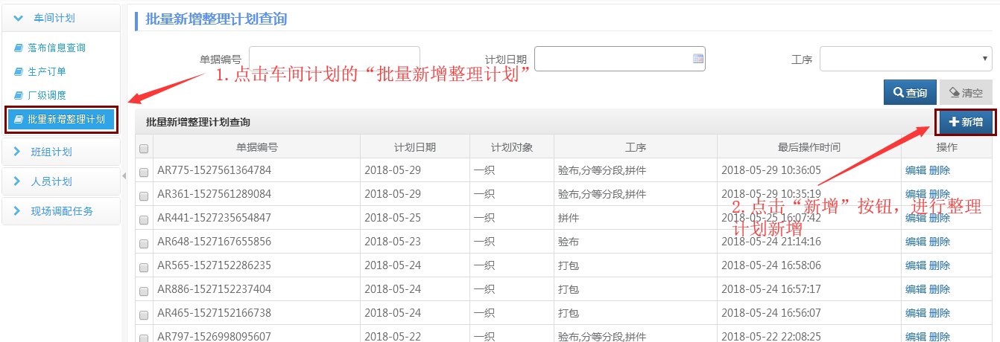 车间计划
落布信息查询
生产订单
厂级调度
批量新增整理计划
班组计划
人员计划
现场调配任务
批量新增整理计划查询
单据编号 计划日期 工序
1.点击车间计划的“批量新增整理计划”
查询 清空
批量新增整理计划查询 新增
单据编号 计划日期 计划对象 工序 最后操作时间 操作
AR775-1527561364784 2018-05-29 一织 验布,分等分段,拼件 2018-05-29 10:36:05 编辑 删除
AR361-1527561289084 2018-05-29 一织 验布,分等分段,拼件 2018-05-29 10:35:19 编辑 删除
2.点击“新增”按钮，进行整理
计划新增
AR441-1527235654847 2018-05-25 一织 拼件 2018-05-25 16:07:42 编辑 删除
AR648-1527167655856 2018-05-23 一织 验布 2018-05-24 21:14:16 编辑 删除
AR565-1527152286235 2018-05-24 一织 打包 2018-05-24 16:58:06 编辑 删除
AR886-1527152237404 2018-05-24 一织 打包 2018-05-24 16:57:17 编辑 删除
AR465-1527152166738 2018-05-24 一织 打包 2018-05-24 16:56:07 编辑 删除
AR797-1526998095607 2018-05-22 一织 验布,分等分段,拼件 2018-05-22 22:08:25 编辑 删除